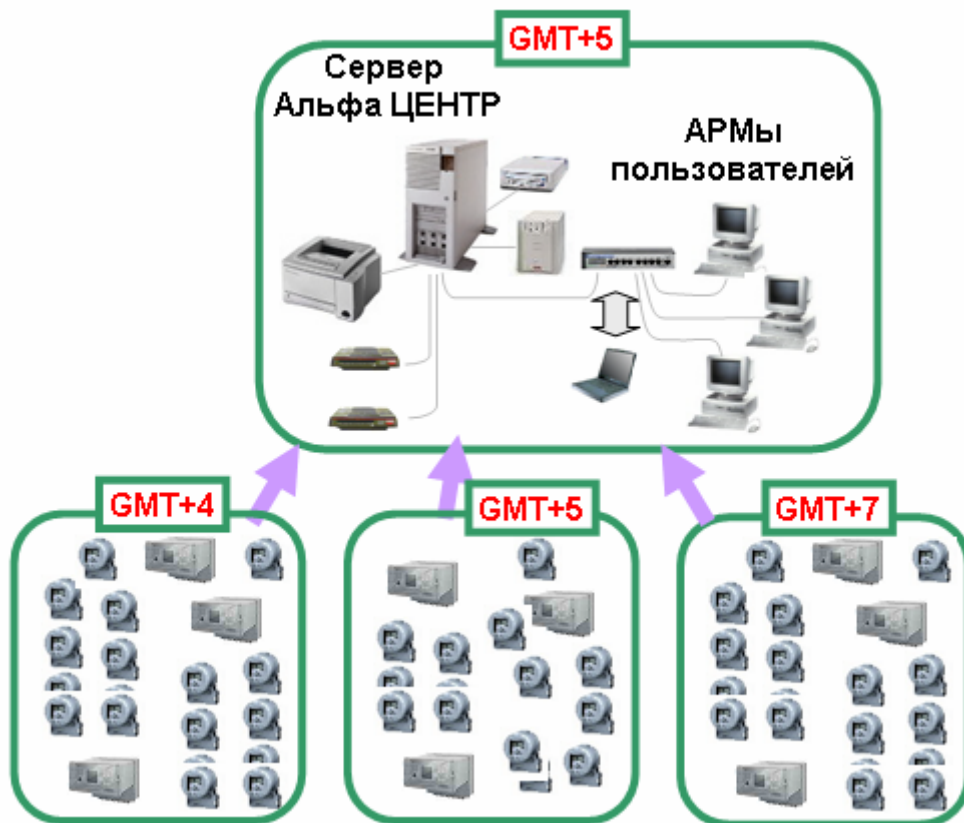 GMT+5
Сервер
Альфа ЦЕНТР
АРМы
пользователей
GMT+4
GMT+5
GMT+7